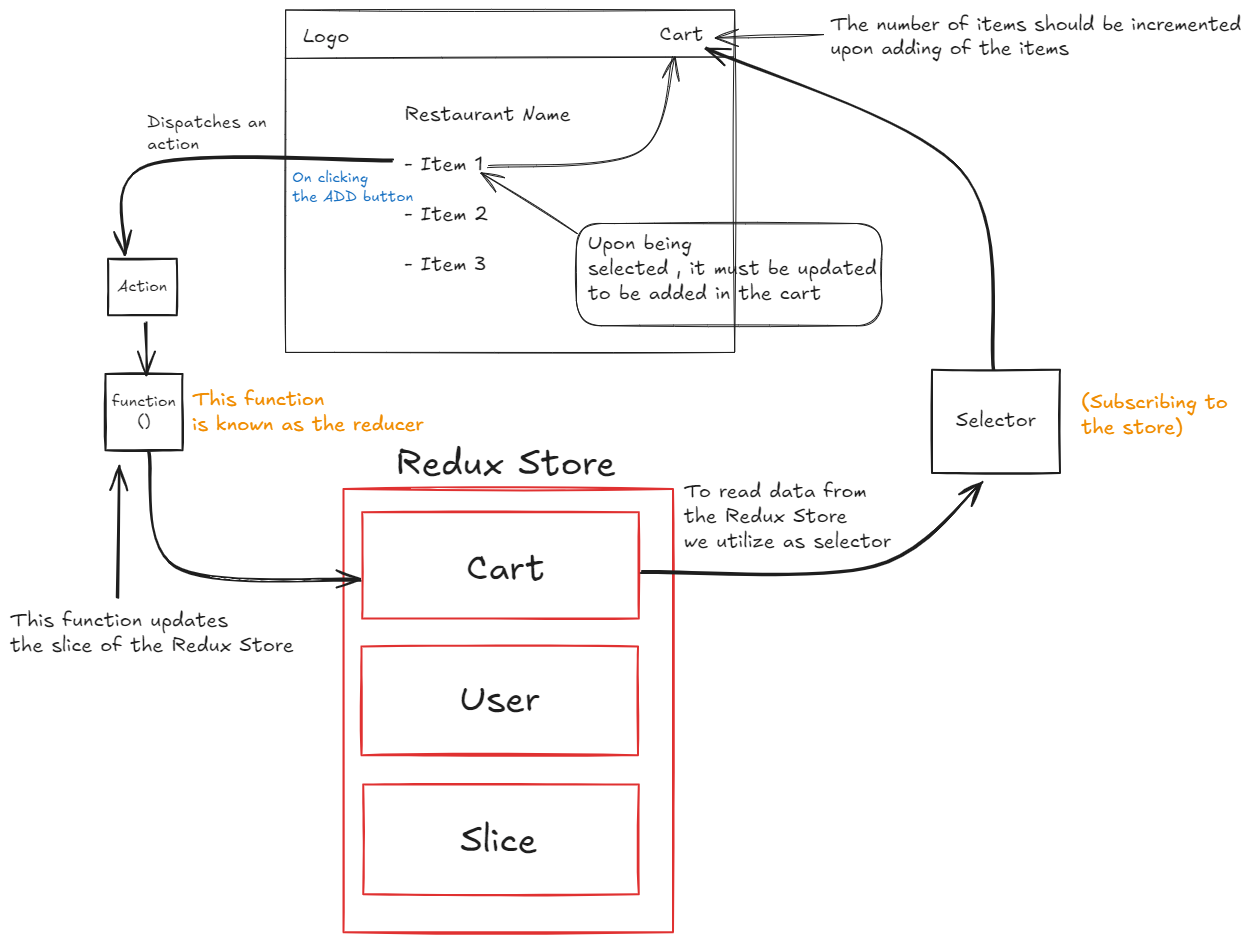 Logo
Cart
The number of items should be incremented
upon adding of the items
Restaurant Name
Dispatches an
action
- Item 1
On clicking
the ADD button
- Item 2
- Item 3
Upon being
selected , it must be updated
to be added in the cart
Action
function
()
This function
is known as the reducer
Selector
(Subscribing to
the store)
Redux Store
To read data from
the Redux Store
we utilize as selector
Cart
This function updates
the slice of the Redux Store
User
Slice